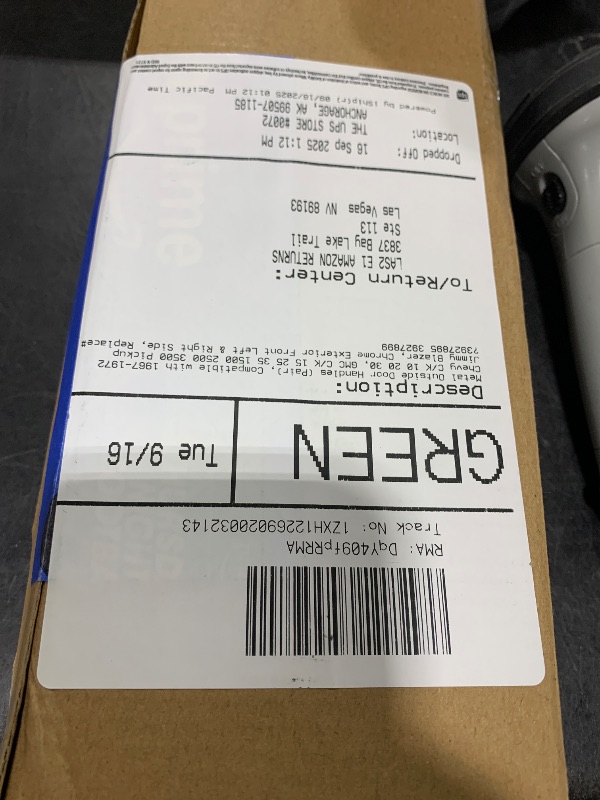 RMA: DqY409fpRRMA
Track No: 1ZXH12269020032143
GREEN
Tue 9/16
Description:
Metal Outside Door Handles (Pair), Compatible with 1967-1972
Chevy C/K 10 20 30, GMC C/K 15 25 35 1500 2500 3500 Pickup
Jimmy Blazer, Chrome Exterior Front Left & Right Side, Replace#
?3927895 3927899
To/Return Center:
LAS2 E1 AMAZON RETURNS
3837 Bay Lake Trail
Ste 113
Las Vegas NV 89193
Dropped Off: 16 Sep 2025 1:12 PM
Location: THE UPS STORE #0072
ANCHORAGE, AK 99507-1185
Powered by iShip(r) 09/16/2025 01:12 PM Pacific Time